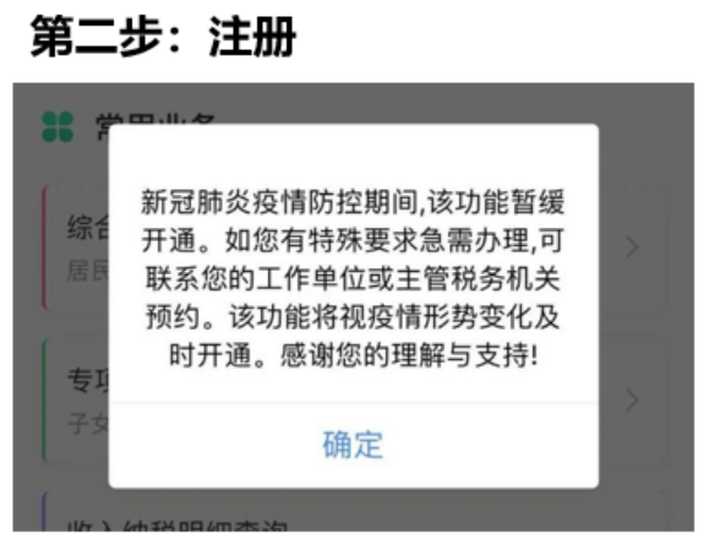 第二步：注册
常用业务
新冠肺炎疫情防控期间,该功能暂缓
开通。如您有特殊要求急需办理,可
联系您的工作单位或主管税务机关
预约。该功能将视疫情形势变化及
时开通。感谢您的理解与支持!
确定
综合
居民
专项
子女
收入纳税明细查询